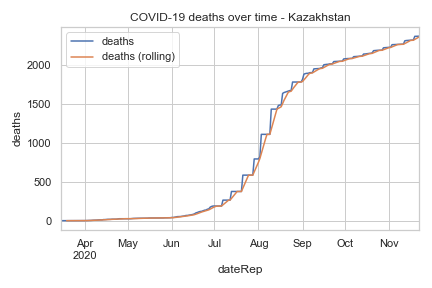 COVID-19 deaths over time - Kazakhstan
deaths
deaths (rolling)
deaths
2000
1500
1000
500
0
Apr
2020
May
Jun
Jul
Aug
Sep
Oct
Nov
dateRep